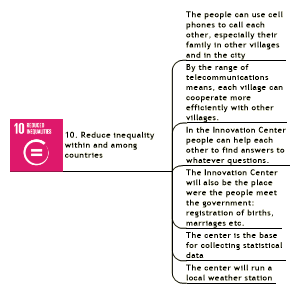 The people can use cell
phones to call each
other, especially their
family in other villages
and in the city
By the range of
telecommunications
means, each village can
cooperate more
efficiently with other
villages.
10 REDUCED
INEQUALITIES
10. Reduce inequality
within and among
countries
In the Innovation Center
people can help each
other to find answers to
whatever questions.
The Innovation Center
will also be the place
were the people meet
the government:
registration of births,
marriages etc.
The center is the base
for collecting statistical
data
The center will run a
local weather station